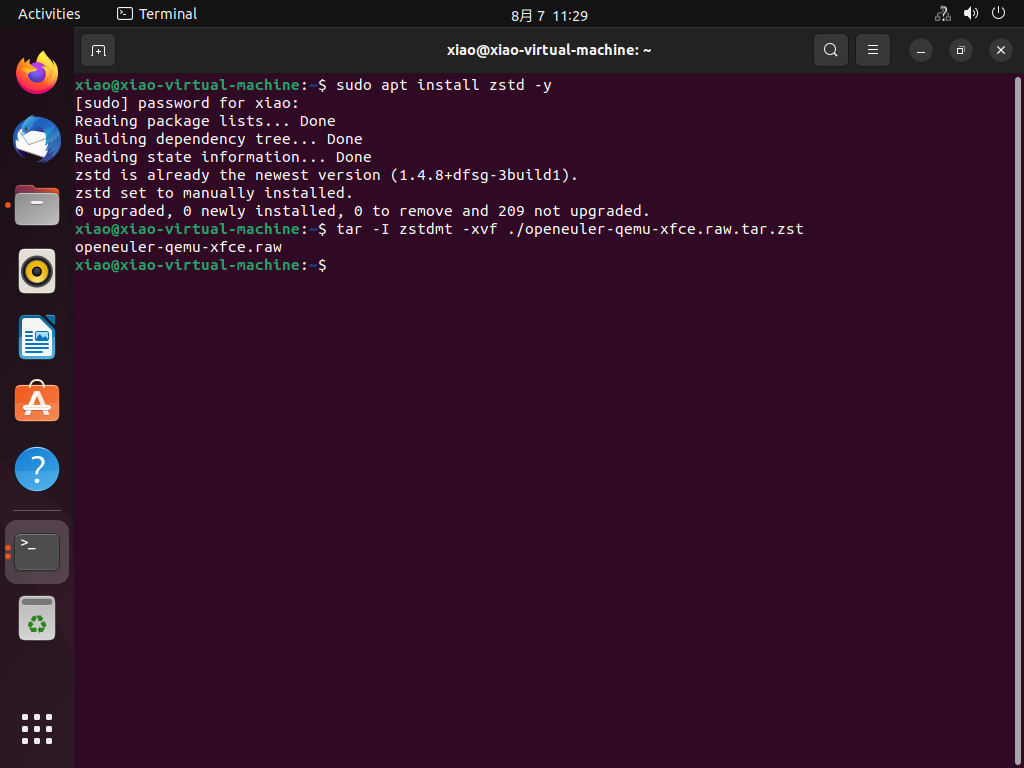 Activities
Terminal
8月 7 11:29
xiao@xiao-virtual-machine: ~
xiao@xiao-virtual-machine:~$ sudo apt install zstd -y
[sudo] password for xiao:
Reading package lists... Done
Building dependency tree... Done
Reading state information... Done
zstd is already the newest version (1.4.8+dfsg-3build1).
zstd set to manually installed.
0 upgraded, 0 newly installed, 0 to remove and 209 not upgraded.
xiao@xiao-virtual-machine:~$ tar -I zstdmt -xvf ./openeuler-qemu-xfce.raw.tar.zst
openeuler-qemu-xfce.raw
xiao@xiao-virtual-machine:~$